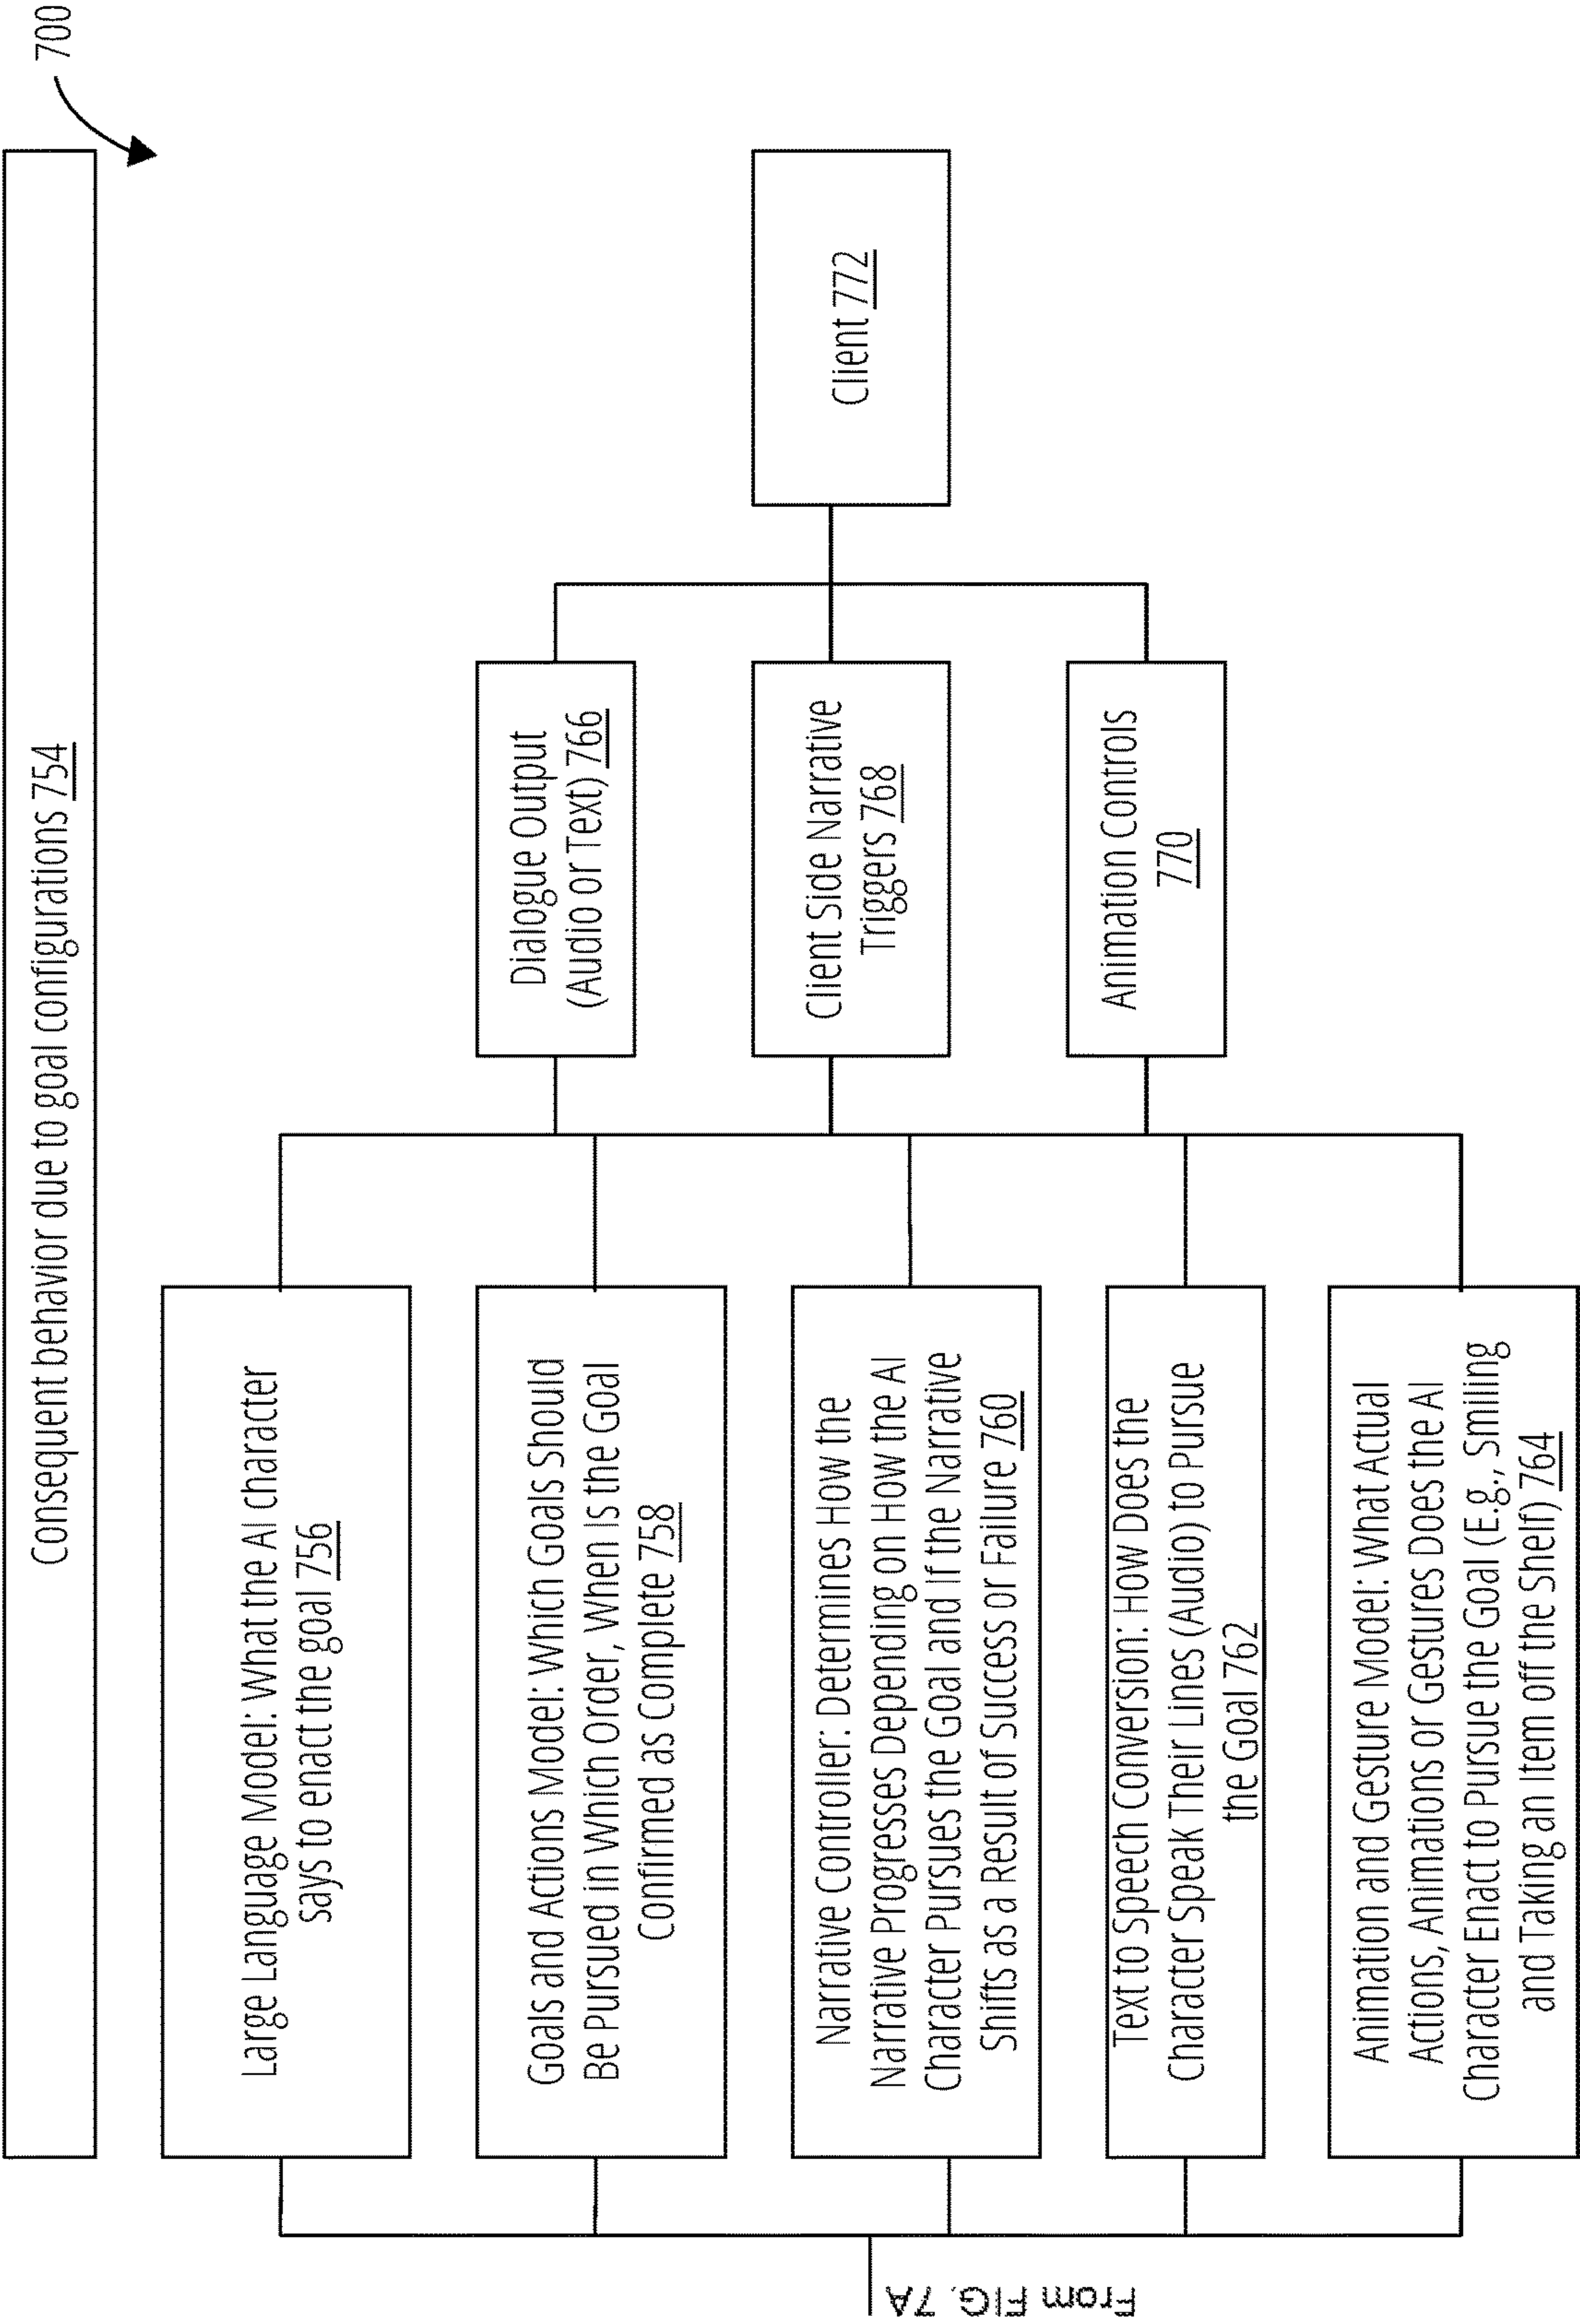 700
Consequent behavior due to goal configurations 754
Large Language Model: What the AI character
says to enact the goal 756
Goals and Actions Model: Which Goals Should
Be Pursued in Which Order, When Is the Goal
Confirmed as Complete 758
Narrative Controller: Determines How the
Narrative Progresses Depending on How the AI
Character Pursues the Goal and If the Narrative
Shifts as a Result of Success or Failure 760
Text to Speech Conversion: How Does the
Character Speak Their Lines (Audio) to Pursue
the Goal 762
Animation and Gesture Model: What Actual
Actions, Animations or Gestures Does the AI
Character Enact to Pursue the Goal (E.g., Smiling
and Taking an Item off the Shelf) 764
Dialogue Output
(Audio or Text) 766
Client Side Narrative
Triggers 768
Animation Controls
770
Client 772
From FIG. 7A